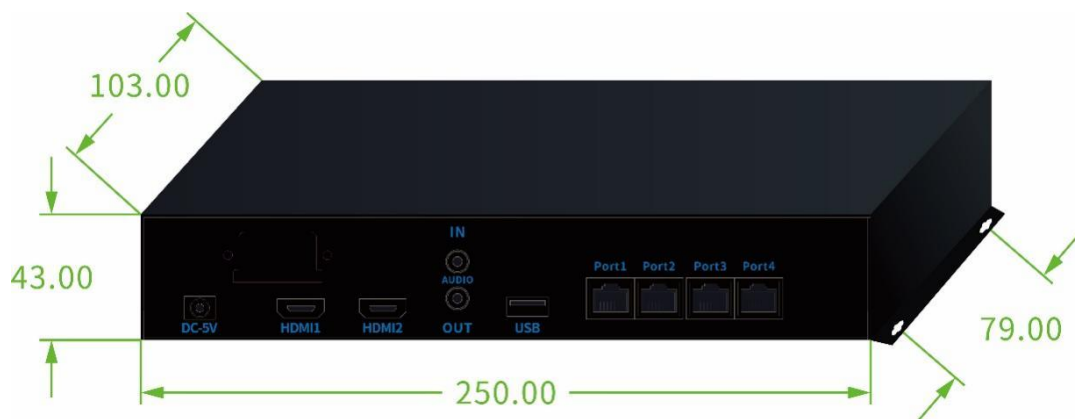 103.00
43.00
IN
AUDIO
OUT
DC-5V
HDMI1
HDMI2
USB
Port1 Port2 Port3 Port4
79.00
250.00